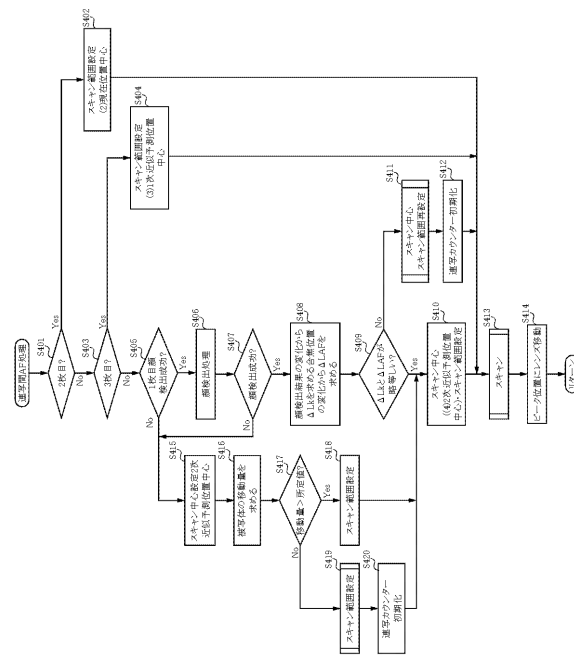 連写間AF処理
S401
2枚目?
Yes
S402
スキャン範囲設定
(2)現在位置中心
No
S403
3枚目?
Yes
S404
スキャン範囲設定
(3)1次近似予測位置
中心
No
S405
1枚目顔
検出成功?
No
Yes
S406
顔検出処理
S407
顔検出成功?
No
Yes
S408
顔検出結果の変化から
ΔLkを求める合焦位置
の変化からΔLAFを
求める
S409
ΔLkとΔLAFが
略等しい?
No
Yes
S411
スキャン中心
スキャン範囲再設定
S412
連写カウンター初期化
S410
スキャン中心
((4)2次近似予測位置
中心)・スキャン範囲設定
S415
スキャン中心設定2次
近似予測位置中心
S416
被写体の移動量を
求める
S417
移動量>所定値?
No
Yes
S418
スキャン範囲設定
S419
スキャン範囲設定
S420
連写カウンター
初期化
S413
スキャン
S414
ピーク位置にレンズ移動
リターン